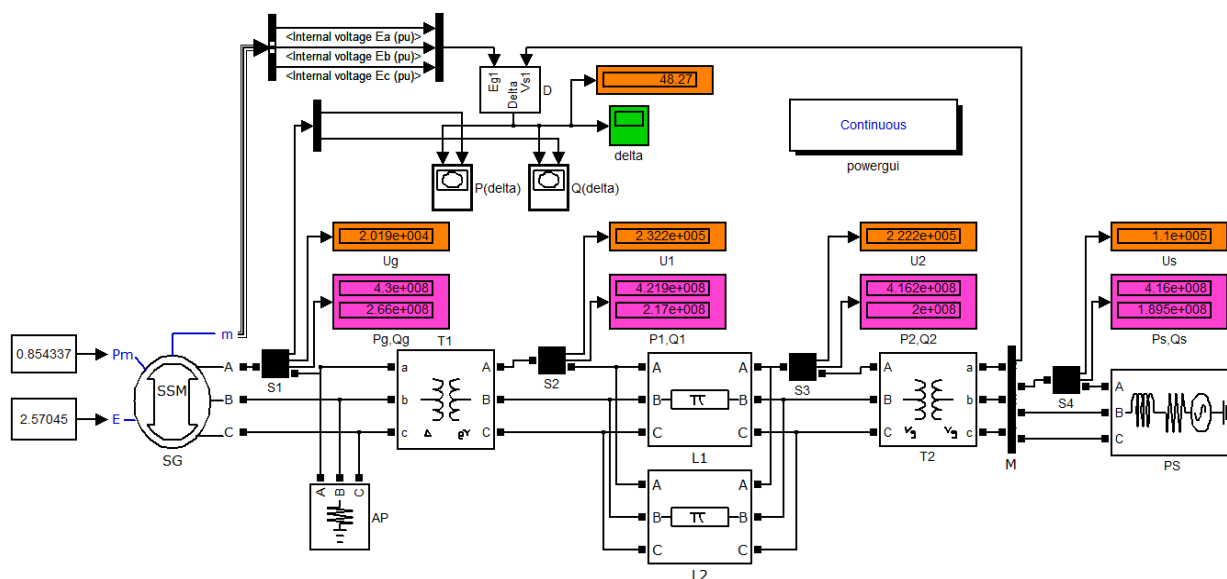 <Internal voltage Ea (pu)>
<Internal voltage Eb (pu)>
<Internal voltage Ec (pu)>
Eg1
Delta
Vs1
D
48.27
delta
P(delta)
Q(delta)
Continuous
powergui
2.019e+004
Ug
2.322e+005
U1
2.222e+005
U2
1.1e+005
Us
4.3e+008
2.66e+008
Pg,Qg
4.219e+008
2.17e+008
P1,Q1
4.162e+008
2e+008
P2,Q2
4.16e+008
1.895e+008
Ps,Qs
0.854337
Pm
m
2.57045
E
SSM
A
B
C
SG
S1
T1
a
b
c
A
B
C
Δ
Yg
S2
A
B
C
π
A
B
C
L1
S3
A
B
C
a
b
c
Yg
Yg
T2
M
S4
A
B
C
PS
A B C
AP
A
B
C
π
A
B
C
L2